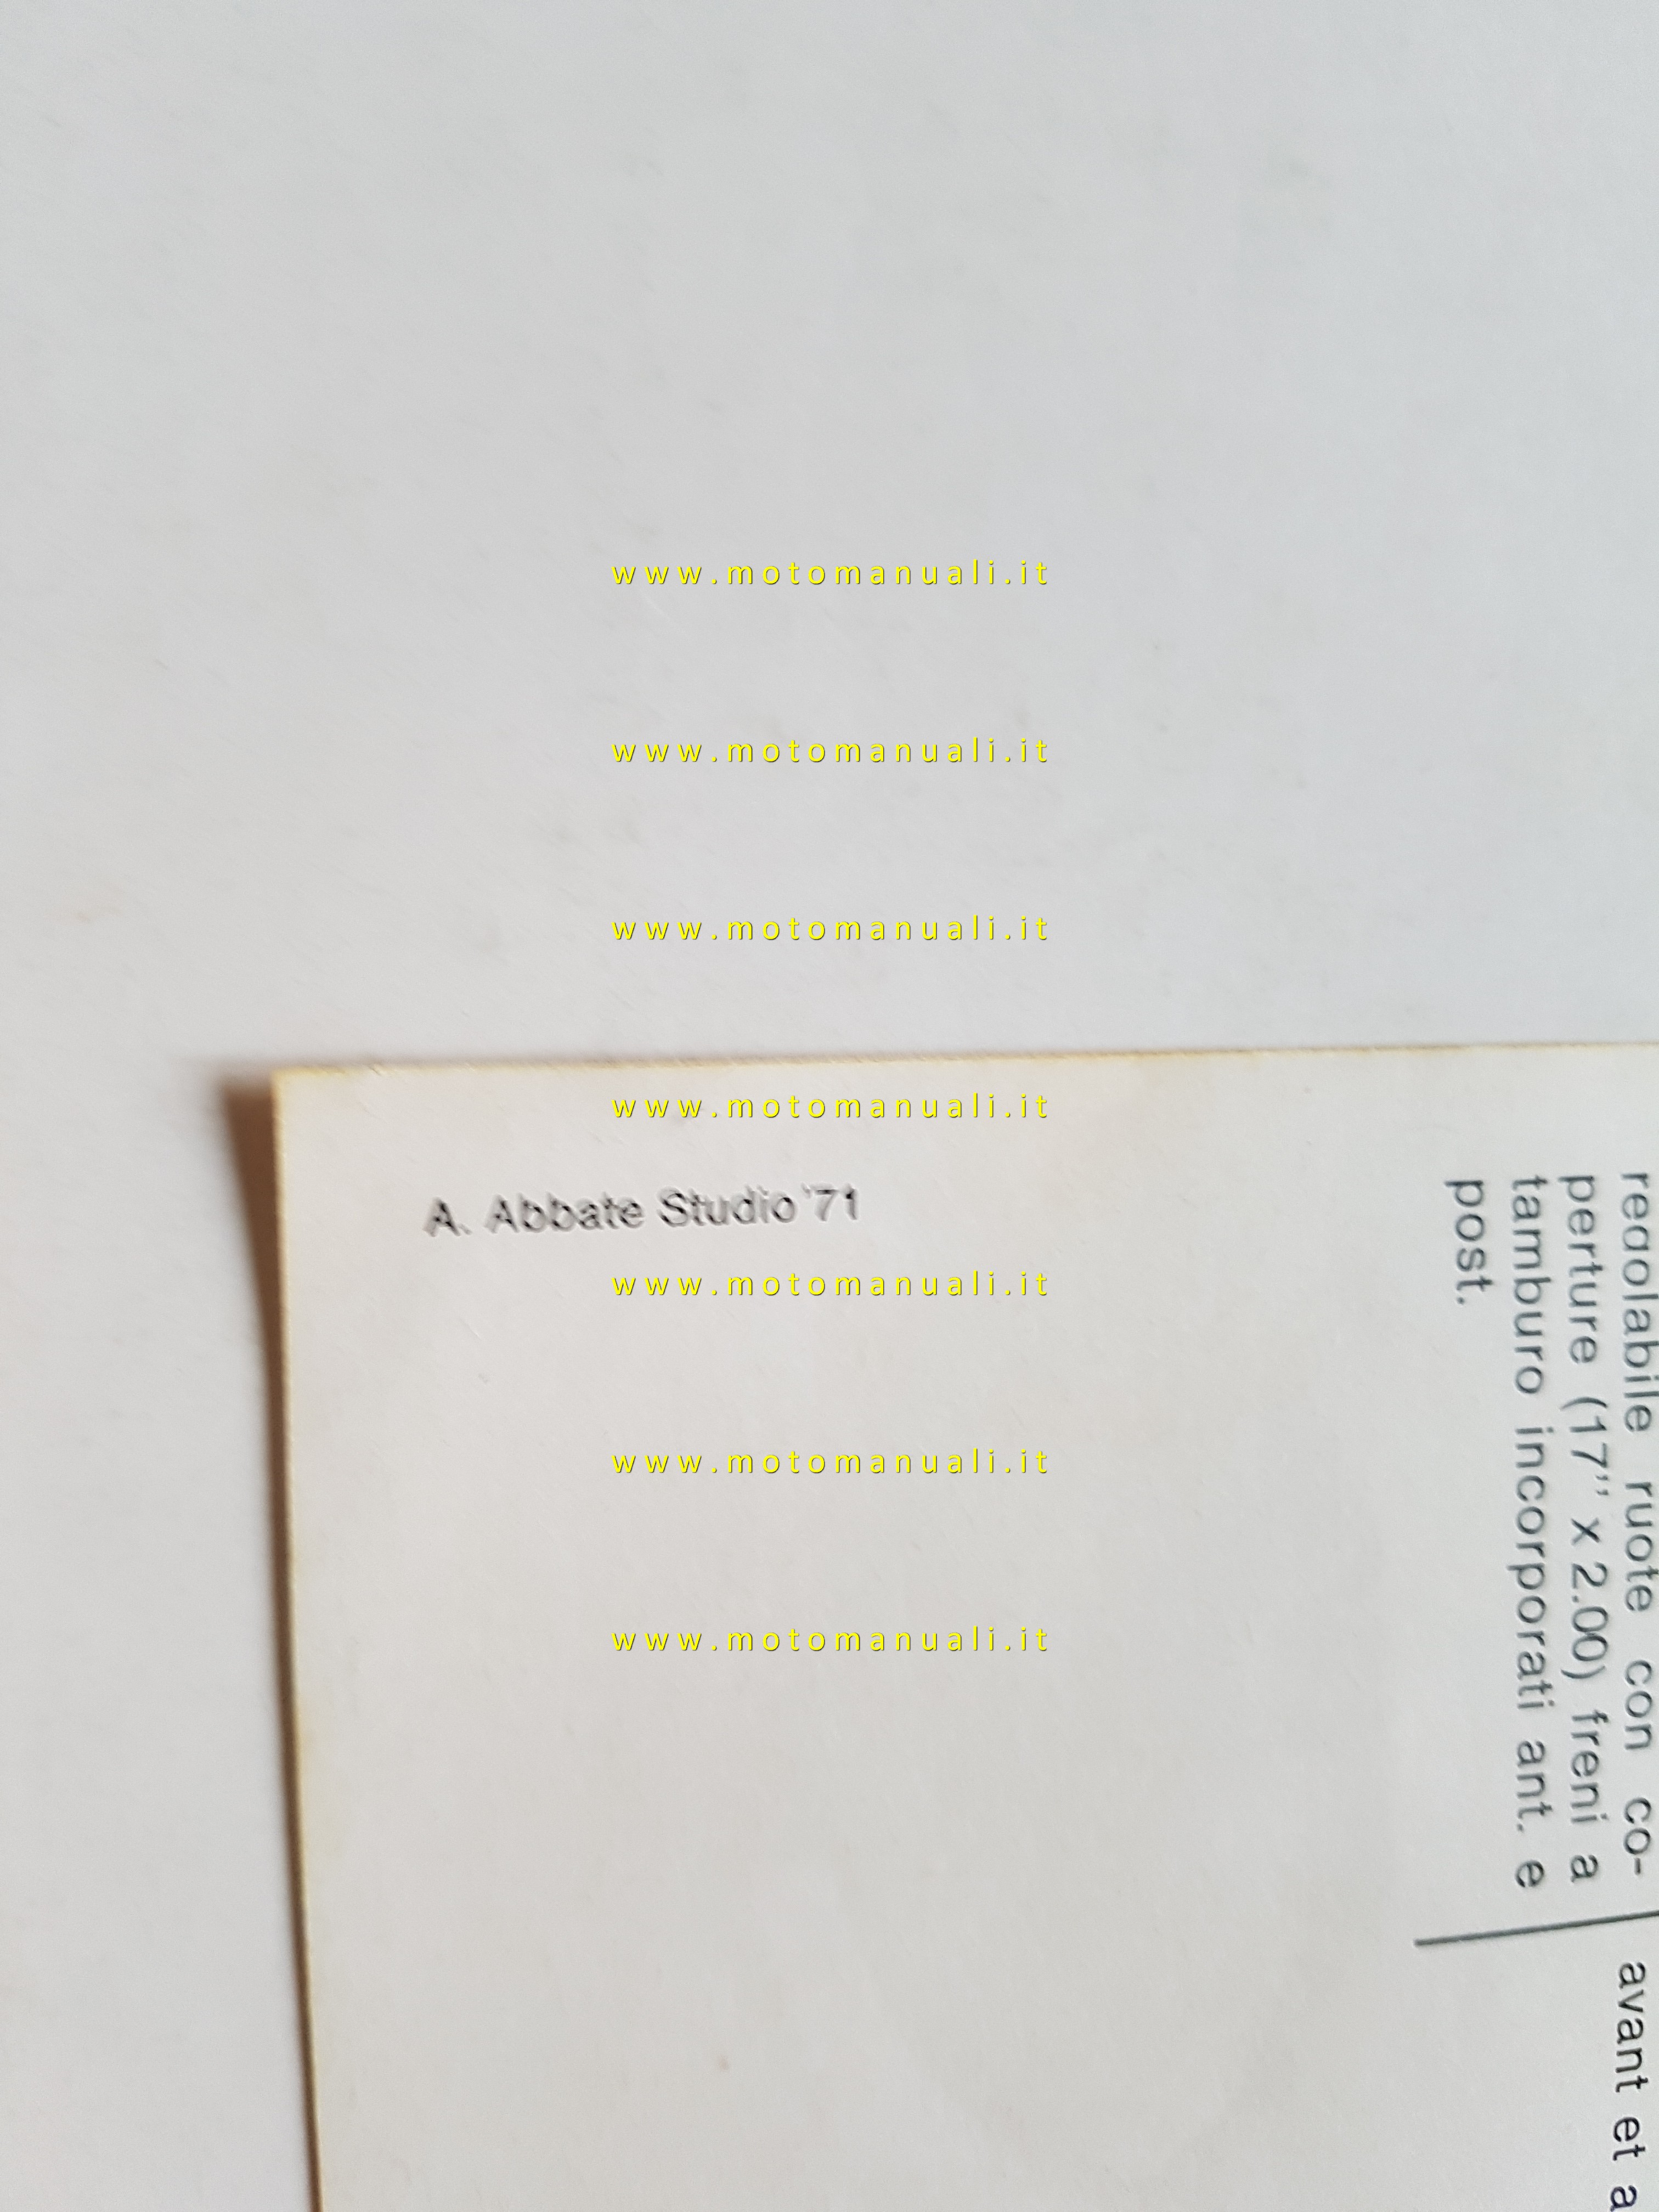 www.motomanuali.it
www.motomanuali.it
www.motomanuali.it
www.motomanuali.it
A. Abbate Studio '71
www.motomanuali.it
www.motomanuali.it
www.motomanuali.it
regolabile ruote con co-
perture (17'' x 2.00) freni a
tamburo incorporati ant. e
post.
avant et a